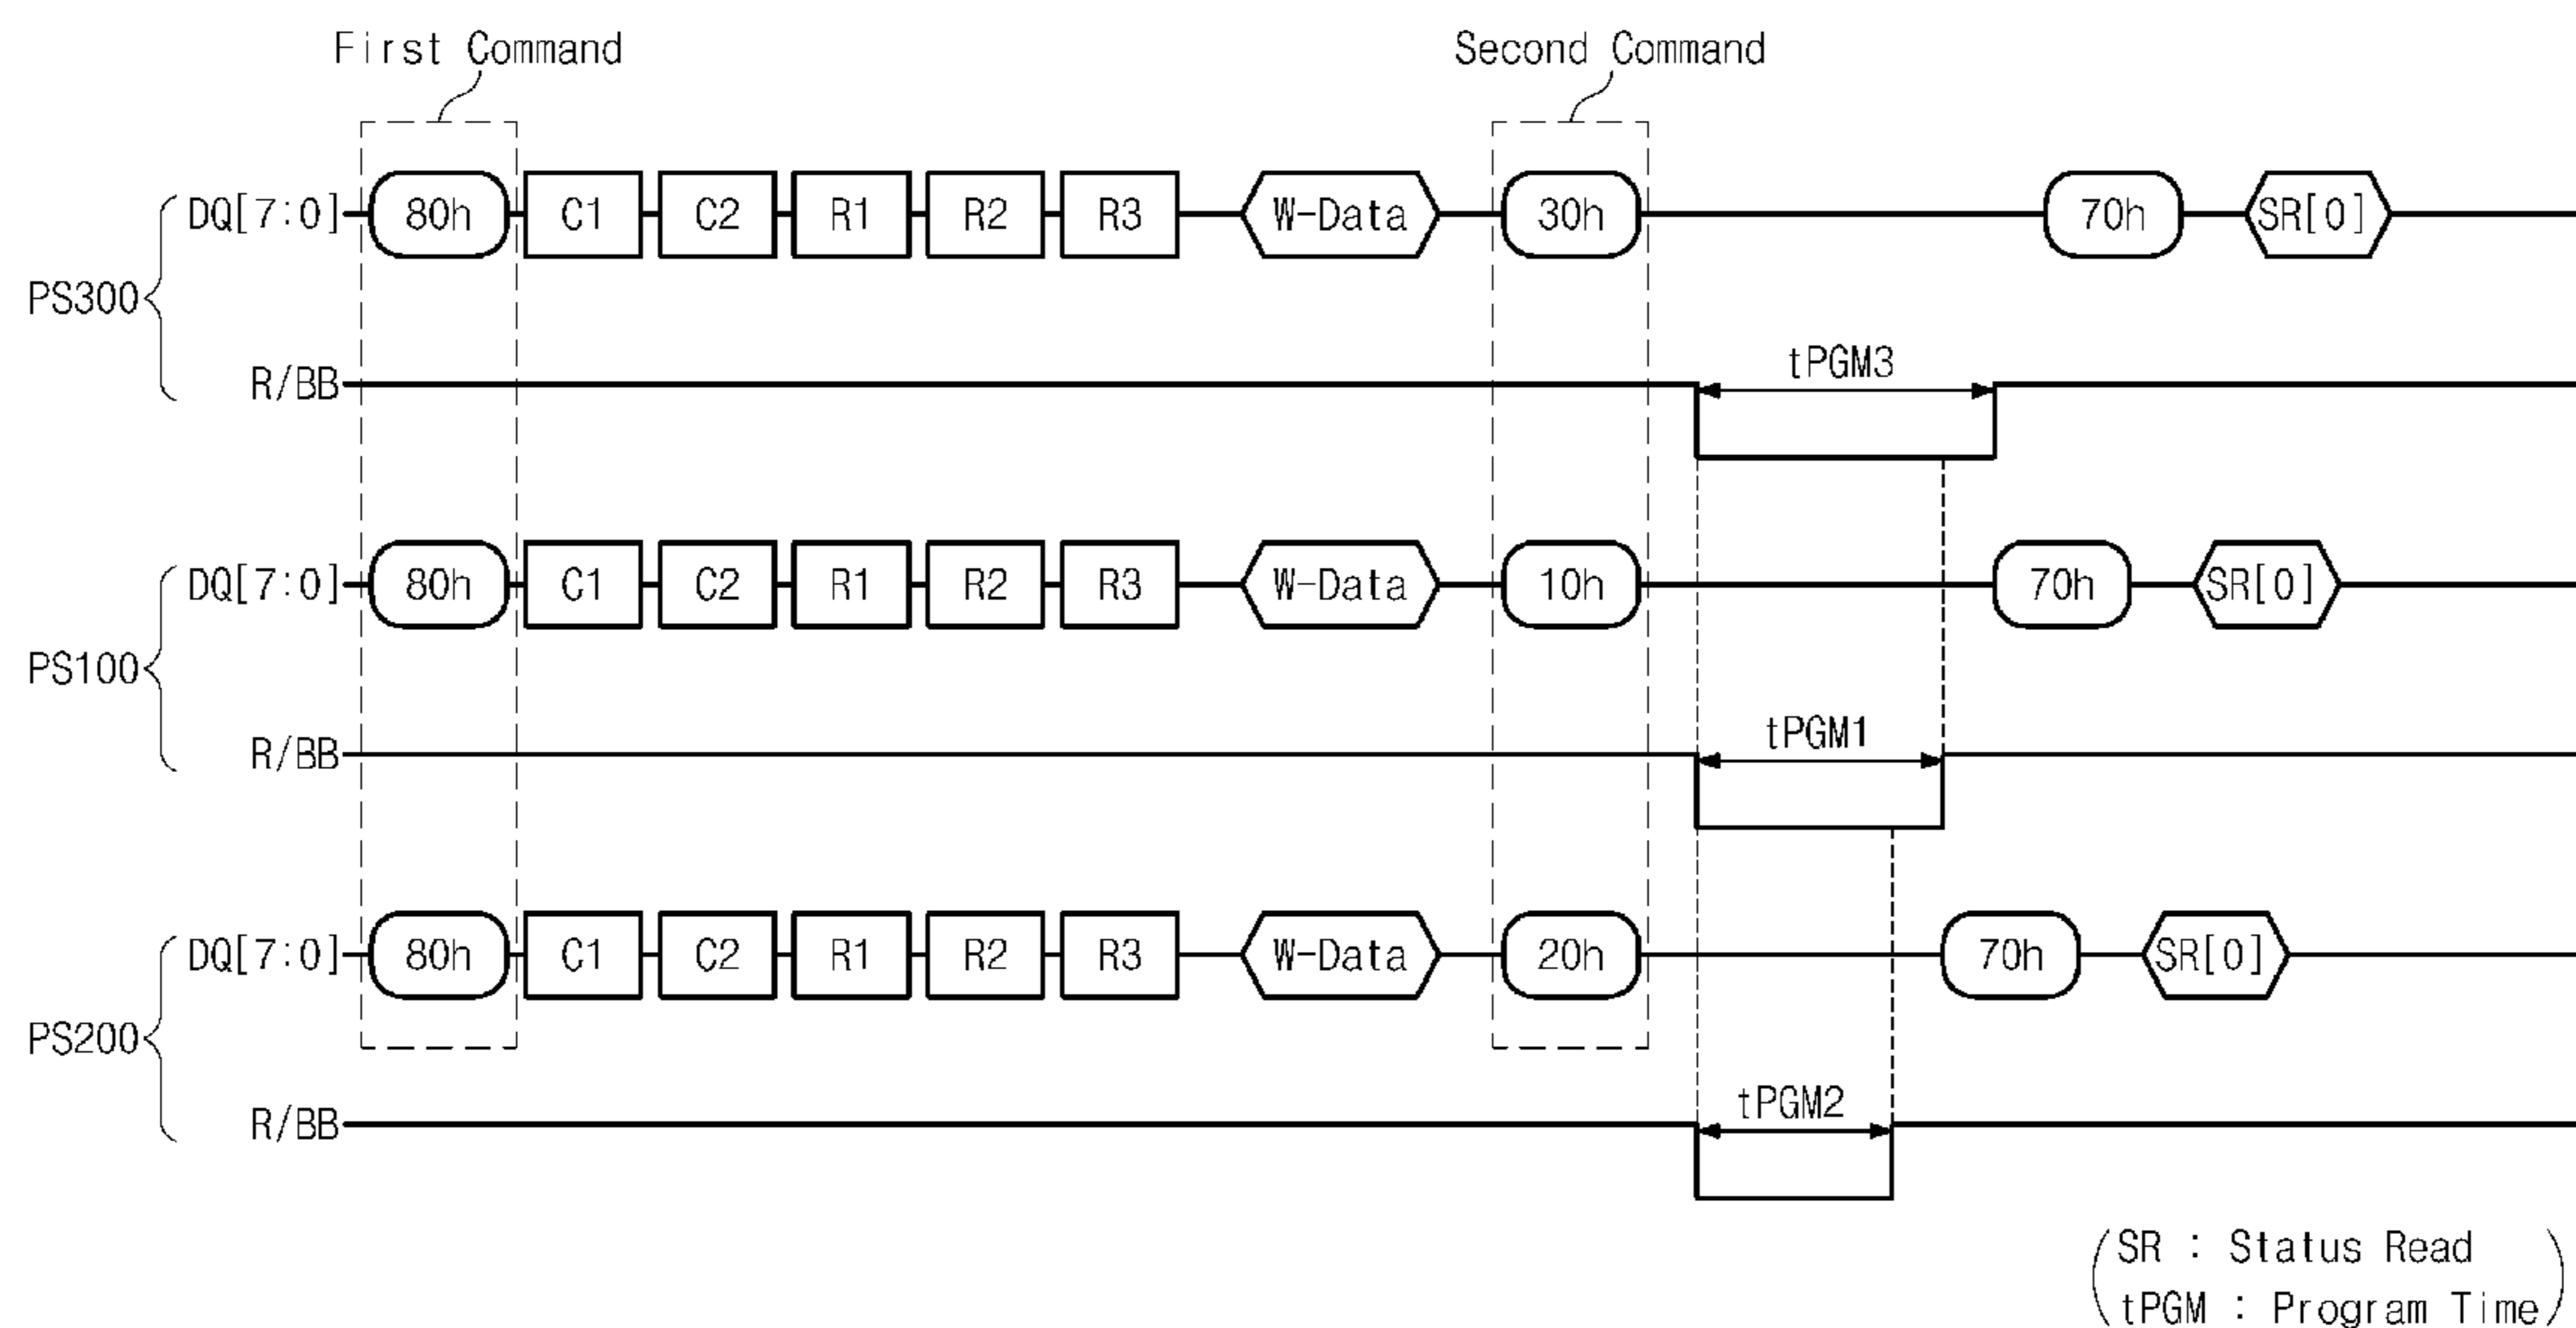 First Command Second Command
DQ[7:0] 80h C1 C2 R1 R2 R3 W-Data 30h 70h SR[0]
PS300
R/BB tPGM3
DQ[7:0] 80h C1 C2 R1 R2 R3 W-Data 10h 70h SR[0]
PS100
R/BB tPGM1
DQ[7:0] 80h C1 C2 R1 R2 R3 W-Data 20h 70h SR[0]
PS200
R/BB tPGM2
SR : Status Read
tPGM : Program Time